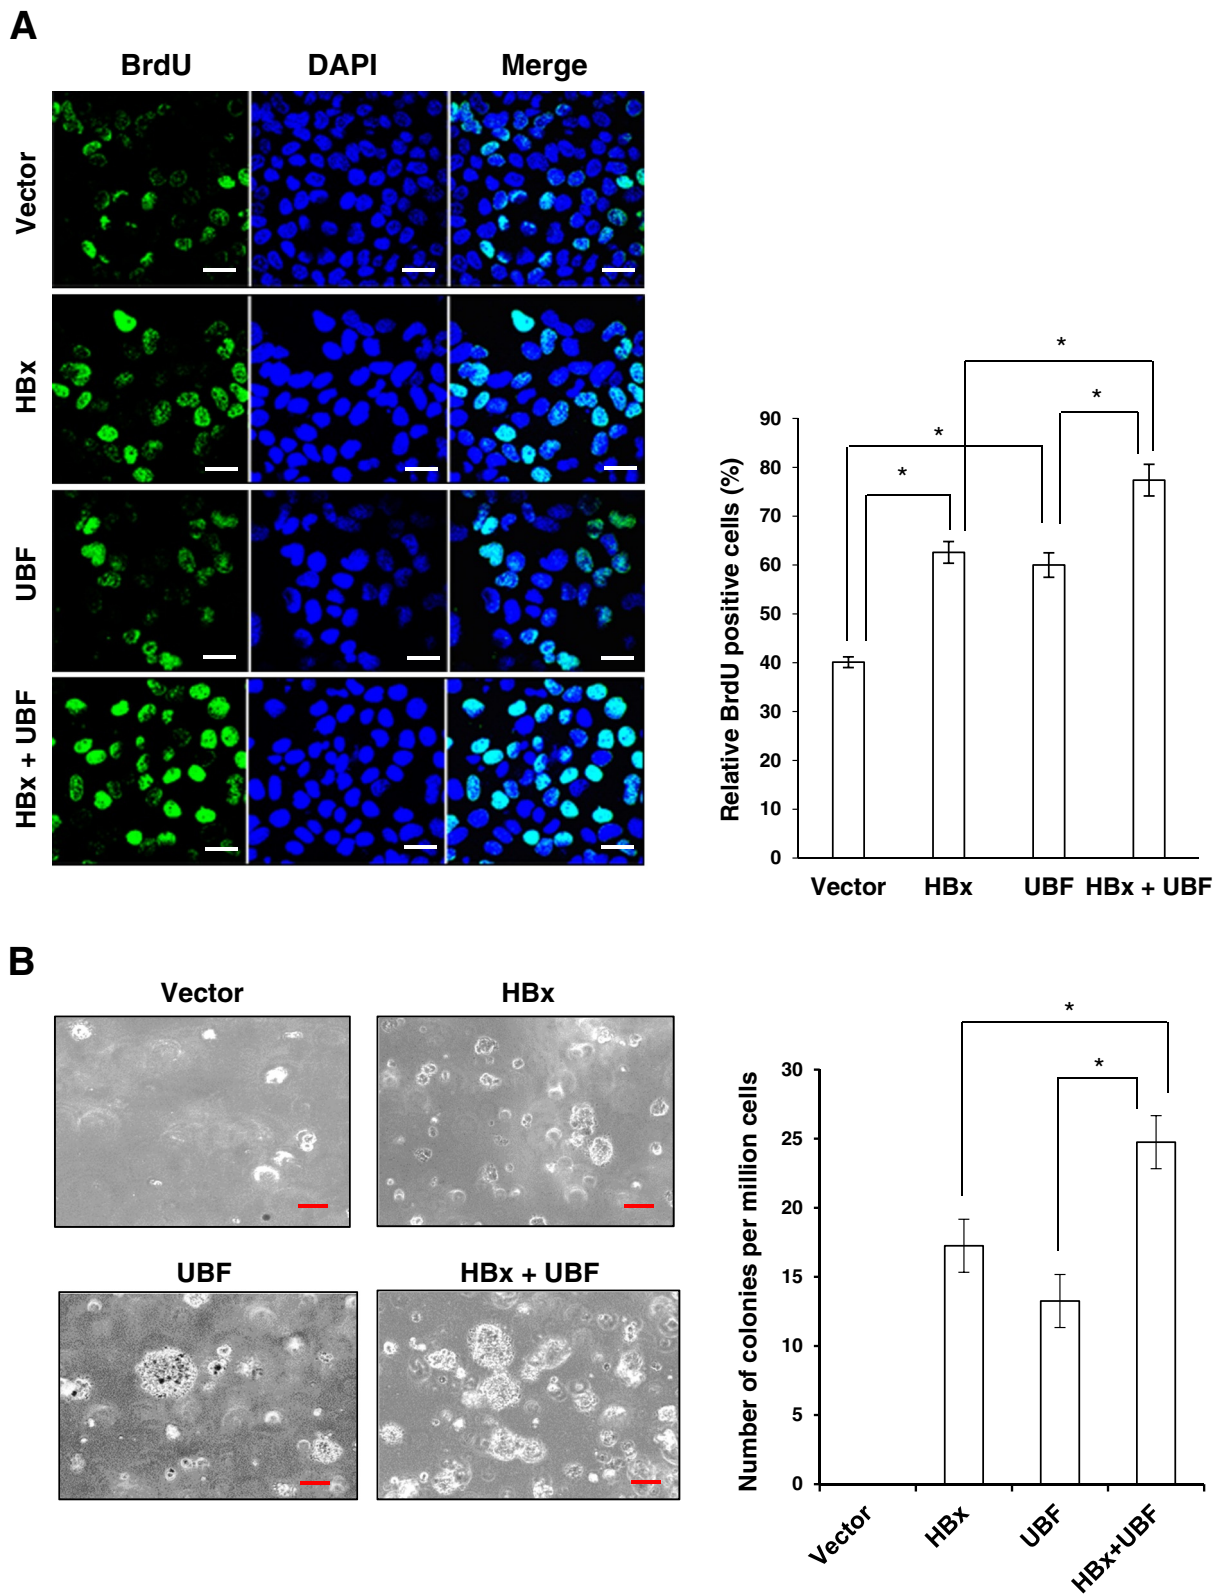 A
BrdU DAPI Merge
Vector
HBx
UBF
HBx + UBF
Relative BrdU positive cells (%)
90
80
70
60
50
40
30
20
10
0
*
*
*
*
Vector HBx UBF HBx + UBF
B
Vector HBx
UBF HBx + UBF
Number of colonies per million cells
30
25
20
15
10
5
0
*
*
Vector HBx UBF HBx+UBF